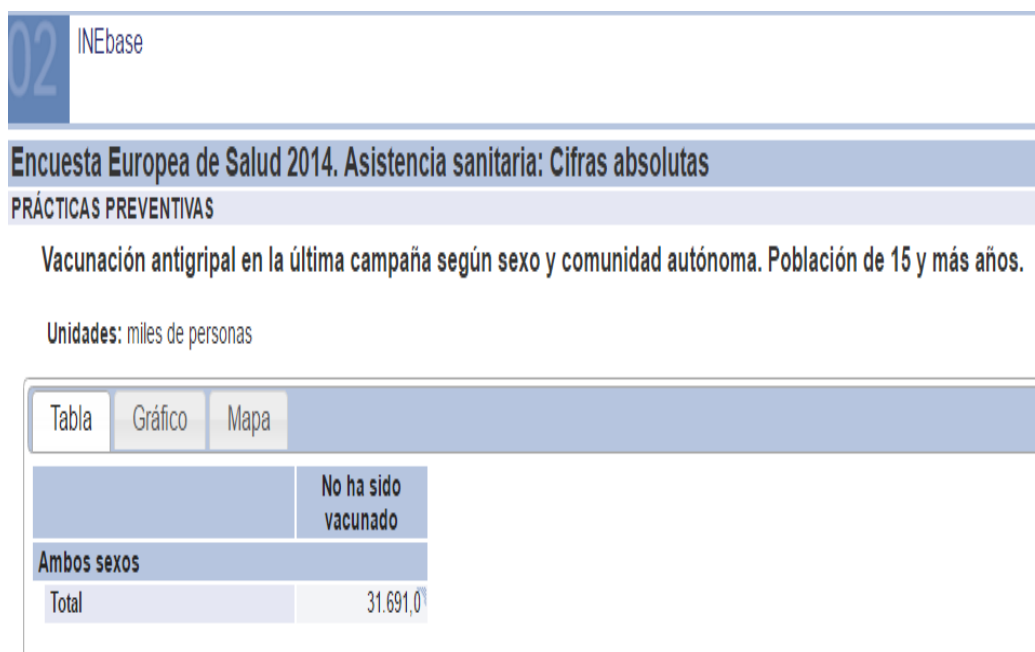 02
INEbase
Encuesta Europea de Salud 2014. Asistencia sanitaria: Cifras absolutas
PRÁCTICAS PREVENTIVAS
Vacunación antigripal en la última campaña según sexo y comunidad autónoma. Población de 15 y más años.
Unidades: miles de personas
Tabla Gráfico Mapa
No ha sido
vacunado
Ambos sexos
Total 31.691,0